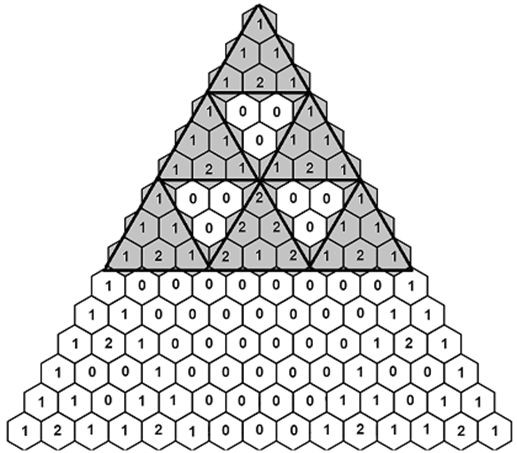 1
1 1
1 2 1
1 0 0 1
1 1 0 1 1
1 2 1 1 2 1
1 0 0 2 0 0 1
1 1 0 2 2 0 1 1
1 2 1 2 1 2 1 2 1
1 0 0 0 0 0 0 0 0 1
1 1 0 0 0 0 0 0 0 1 1
1 2 1 0 0 0 0 0 0 1 2 1
1 0 0 1 0 0 0 0 0 1 0 0 1
1 1 0 1 1 0 0 0 0 1 1 0 1 1
1 2 1 1 2 1 0 0 0 1 2 1 1 2 1